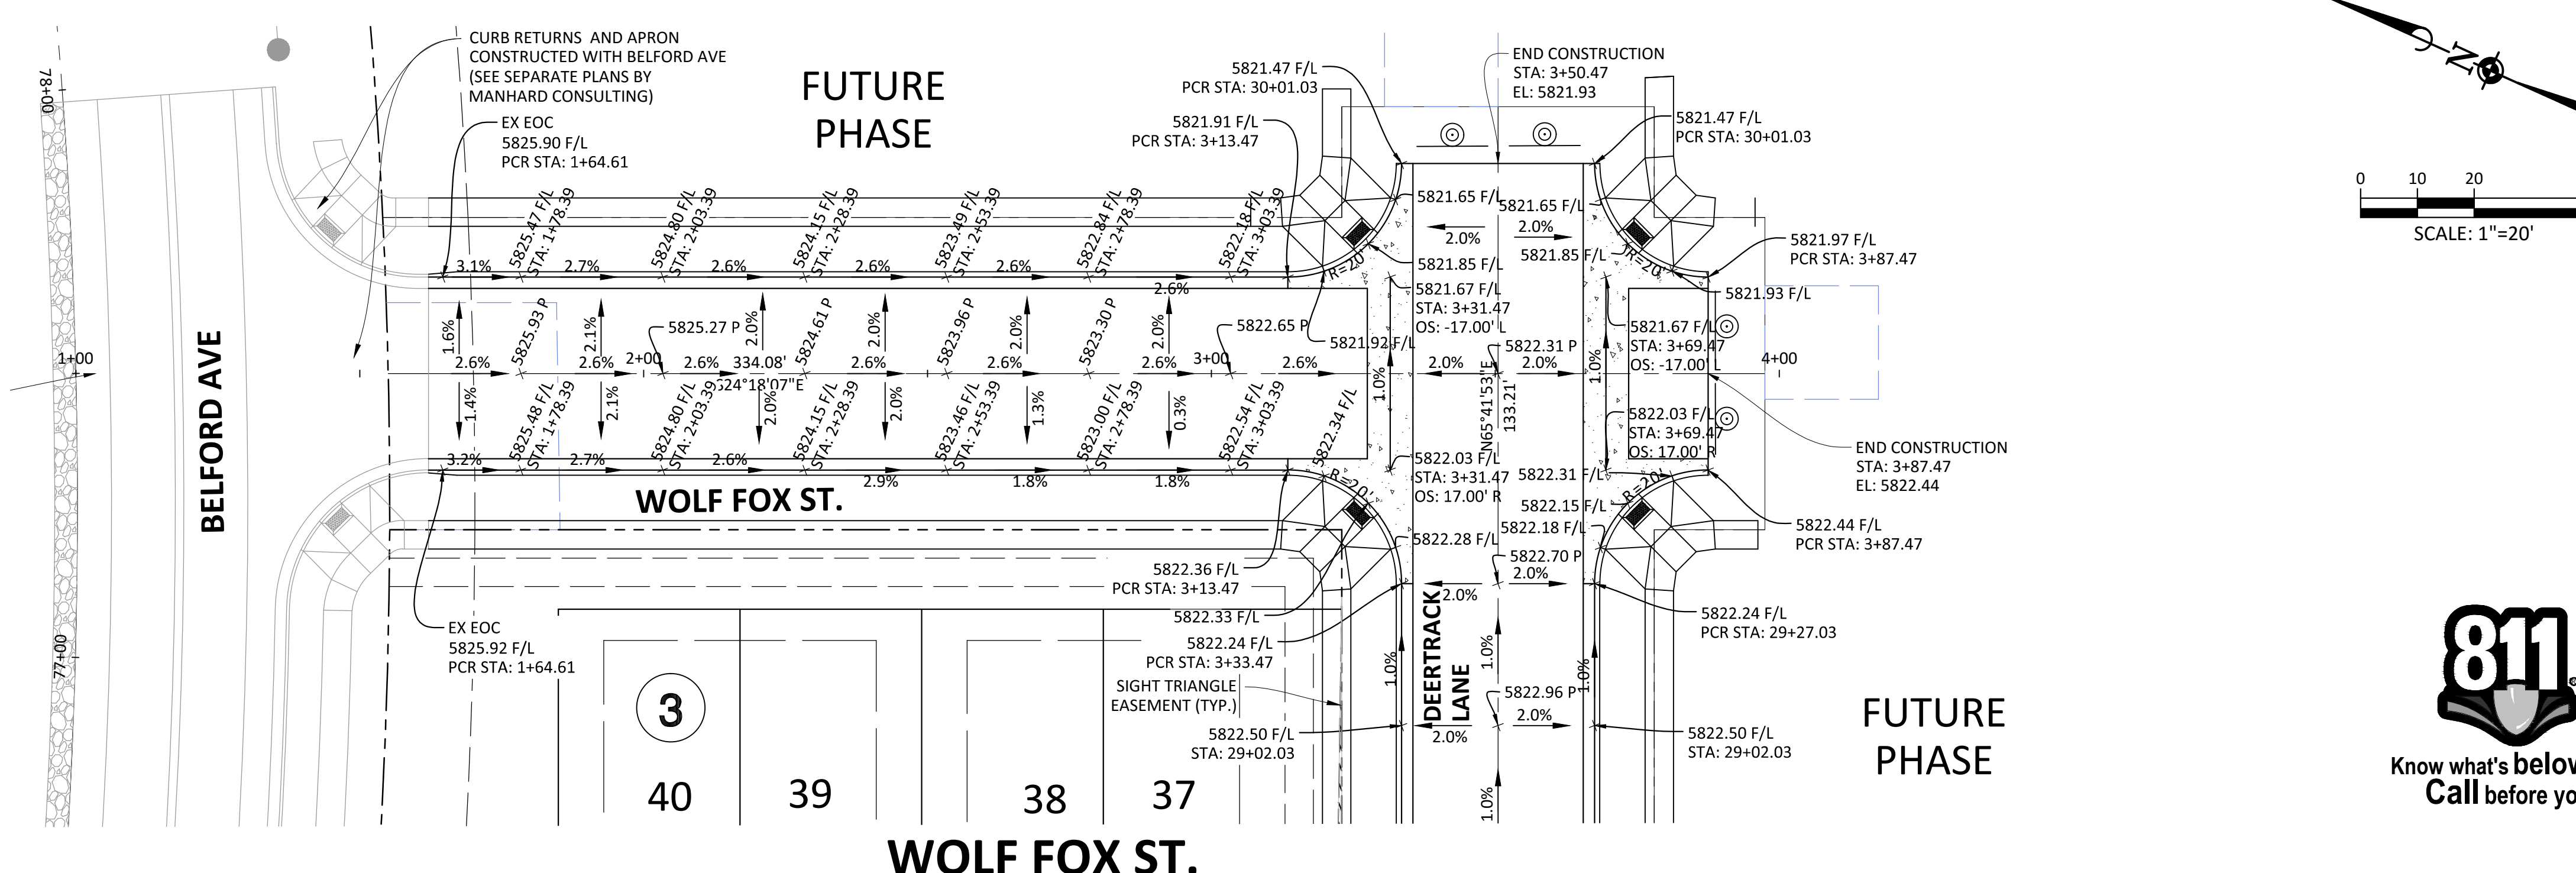 78+00
CURB RETURNS AND APRON
CONSTRUCTED WITH BELFORD AVE
(SEE SEPARATE PLANS BY
MANHARD CONSULTING)
EX EOC
5825.90 F/L
PCR STA: 1+64.61
FUTURE
PHASE
5821.47 F/L
PCR STA: 30+01.03
5821.91 F/L
PCR STA: 3+13.47
END CONSTRUCTION
STA: 3+50.47
EL: 5821.93
5821.47 F/L
PCR STA: 30+01.03
N
0 10 20
SCALE: 1"=20'
5825.47 F/L
STA: 1+78.39
5824.80 F/L
STA: 2+03.39
5824.15 F/L
STA: 2+28.39
5823.49 F/L
STA: 2+53.39
5822.84 F/L
STA: 2+78.39
5822.18 F/L
STA: 3+03.39
3.1%
2.7%
2.6%
2.6%
2.6%
2.6%
5821.65 F/L
5821.65 F/L
2.0%
2.0%
5821.85 F/L
5821.85 F/L
R=20'
R=20'
5821.97 F/L
PCR STA: 3+87.47
5821.93 F/L
5821.67 F/L
STA: 3+31.47
OS: -17.00' L
5821.67 F/L
STA: 3+69.47
OS: -17.00' L
1.6%
5825.93 P
2.1%
5825.27 P
2.0%
5824.61 P
2.0%
5823.96 P
2.0%
5823.30 P
2.0%
5822.65 P
5821.92 F/L
5822.31 P
1+00
2.6%
2.6%
2+00
2.6%
334.08'
S24°18'07"E
2.6%
2.6%
2.6%
3+00
2.6%
2.0%
2.0%
4+00
1.0%
1.0%
N65°41'53"E
133.21'
BELFORD AVE
1.4%
2.1%
2.0%
2.0%
1.3%
0.3%
5825.48 F/L
STA: 1+78.39
5824.80 F/L
STA: 2+03.39
5824.15 F/L
STA: 2+28.39
5823.46 F/L
STA: 2+53.39
5823.00 F/L
STA: 2+78.39
5822.54 F/L
STA: 3+03.39
5822.34 F/L
3.2%
2.7%
2.6%
2.9%
1.8%
1.8%
WOLF FOX ST.
R=20'
R=20'
5822.03 F/L
STA: 3+31.47
OS: 17.00' R
5822.03 F/L
STA: 3+69.47
OS: 17.00' R
5822.31 F/L
5822.15 F/L
5822.18 F/L
5822.28 F/L
5822.70 P
2.0%
2.0%
END CONSTRUCTION
STA: 3+87.47
EL: 5822.44
5822.44 F/L
PCR STA: 3+87.47
5822.36 F/L
PCR STA: 3+13.47
5822.33 F/L
5822.24 F/L
PCR STA: 3+33.47
5822.24 F/L
PCR STA: 29+27.03
EX EOC
5825.92 F/L
PCR STA: 1+64.61
77+00
SIGHT TRIANGLE
EASEMENT (TYP.)
DEERTRACK
LANE
1.0%
1.0%
1.0%
1.0%
5822.96 P
2.0%
2.0%
5822.50 F/L
STA: 29+02.03
5822.50 F/L
STA: 29+02.03
FUTURE
PHASE
3
40
39
38
37
811
Know what's below
Call before yo
WOLF FOX ST.